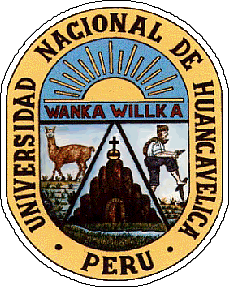 UNIVERSIDAD NACIONAL DE HUANCAVELICA
WANKA WILLKA
· PERU ·